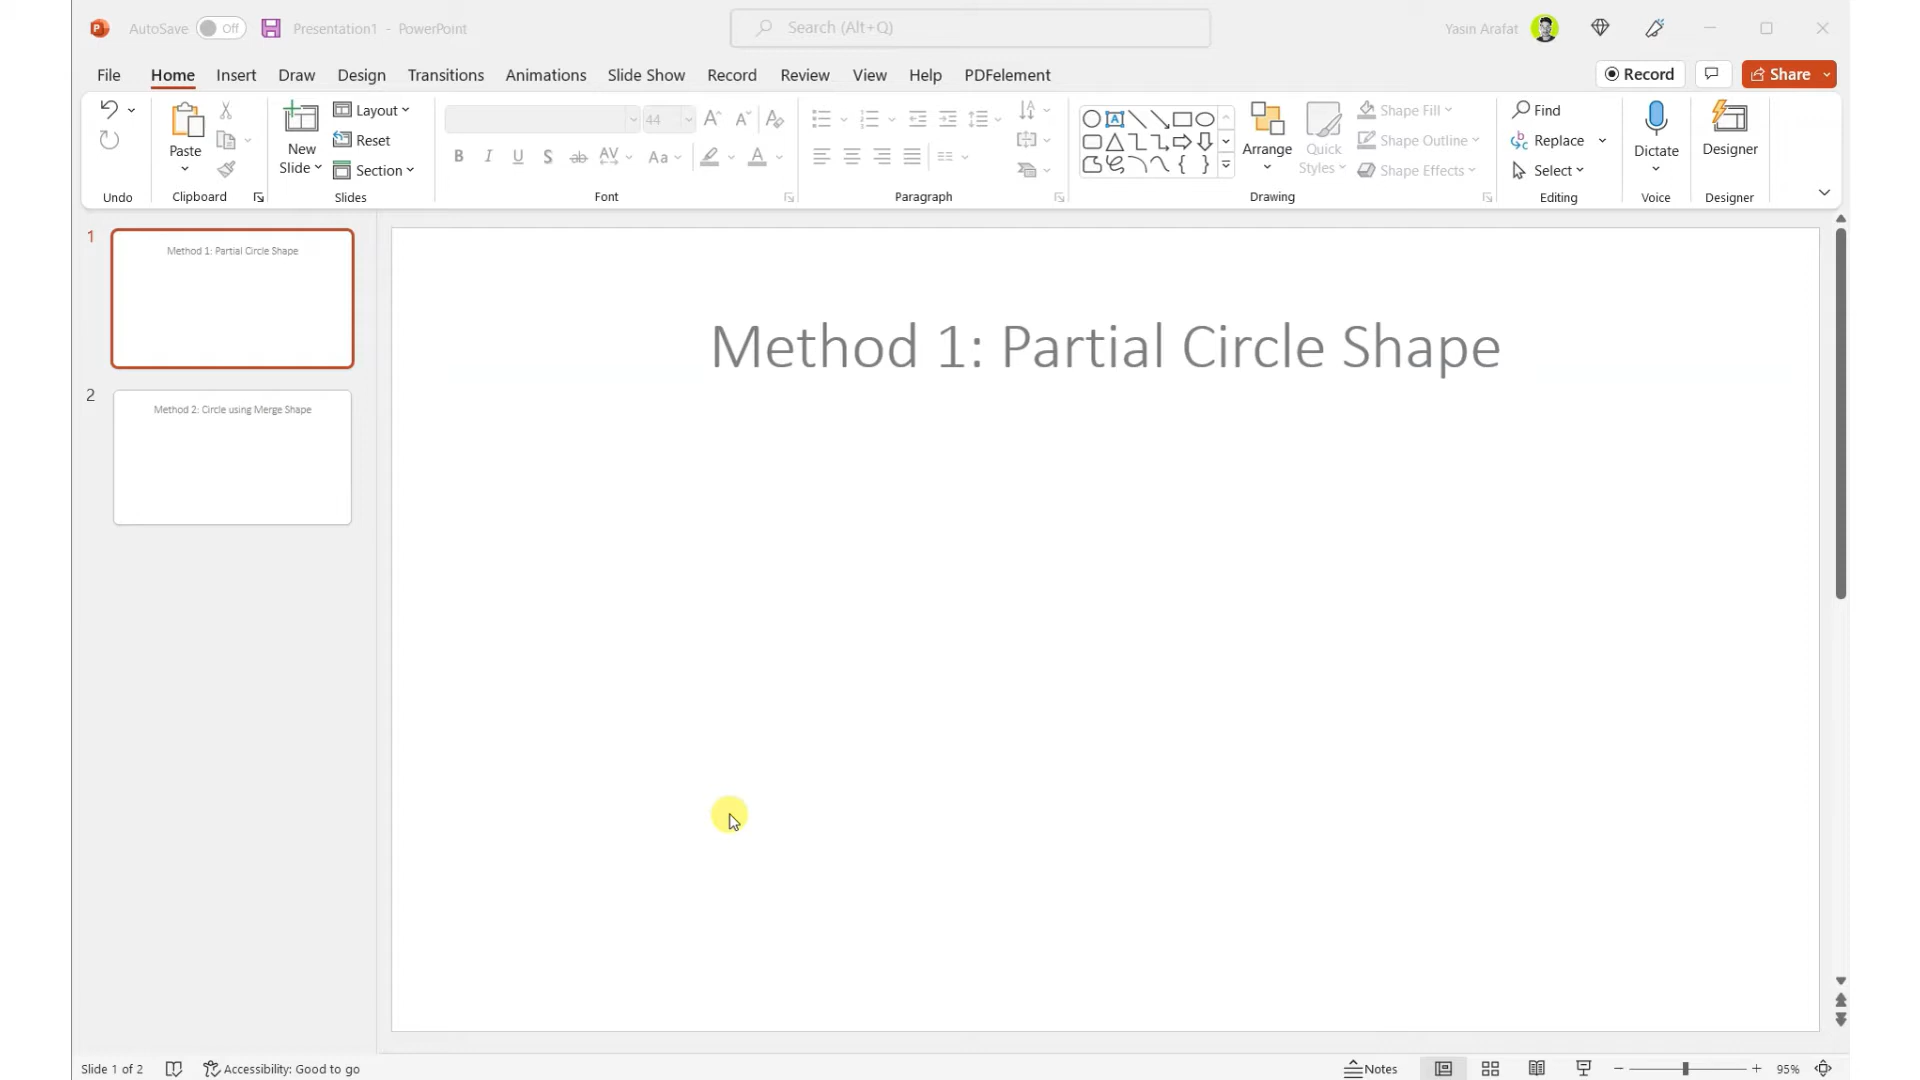 AutoSave Off Presentation1 - PowerPoint Search (Alt+Q) Yasin Arafat
File Home Insert Draw Design Transitions Animations Slide Show Record Review View Help PDFelement Record Share
Paste
New Slide
Layout
Reset
Section
44
B I U S ab AV Aa A
Arrange
Quick Styles
Shape Fill
Shape Outline
Shape Effects
Find
Replace
Select
Dictate
Designer
Undo Clipboard Slides Font Paragraph Drawing Editing Voice Designer
1
Method 1: Partial Circle Shape
2
Method 2: Circle using Merge Shape
Method 1: Partial Circle Shape
Slide 1 of 2 Accessibility: Good to go Notes 95%